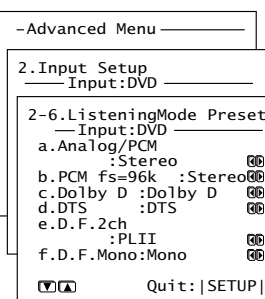 Advanced Menu
2.Input Setup
Input:DVD
2-6.ListeningMode Preset
Input:DVD
a.Analog/PCM
:Stereo
b.PCM fs=96k :Stereo
c.Dolby D :Dolby D
d.DTS :DTS
e.D.F.2ch
:PLII
f.D.F.Mono:Mono
Quit:|SETUP|